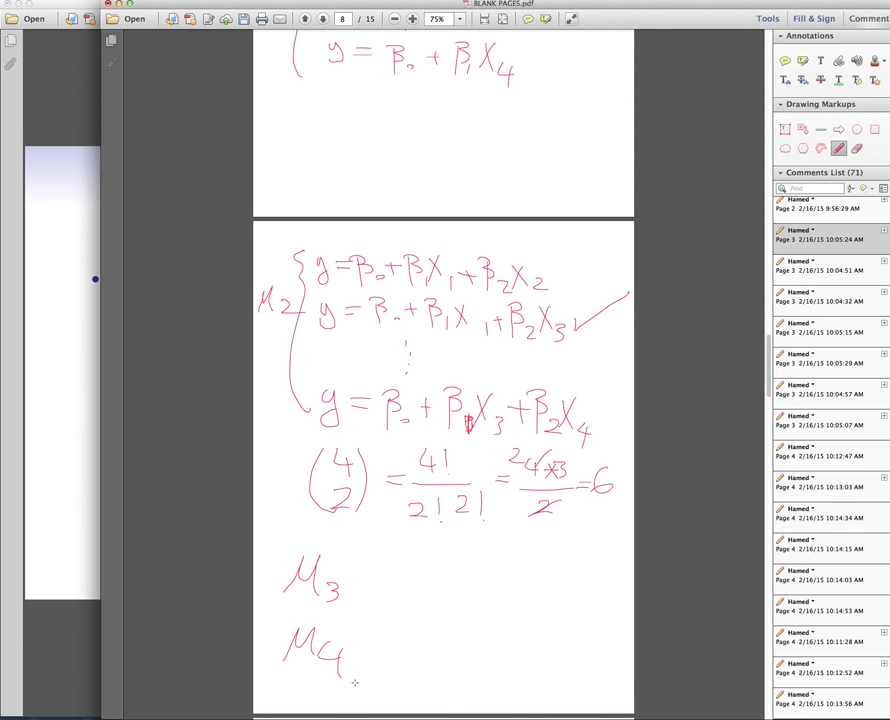 BLANK PAGES.pdf
Open
Open
8 / 15
75%
Tools
Fill & Sign
Comment
Annotations
Drawing Markups
Comments List (71)
Find
Page 2 2/16/15 9:56:29 AM
Hamed
Page 3 2/16/15 10:05:24 AM
Hamed
Page 3 2/16/15 10:04:51 AM
Hamed
Page 3 2/16/15 10:04:32 AM
Hamed
Page 3 2/16/15 10:05:15 AM
Hamed
Page 3 2/16/15 10:05:29 AM
Hamed
Page 3 2/16/15 10:04:57 AM
Hamed
Page 3 2/16/15 10:05:07 AM
Hamed
Page 4 2/16/15 10:12:47 AM
Hamed
Page 4 2/16/15 10:13:03 AM
Hamed
Page 4 2/16/15 10:14:34 AM
Hamed
Page 4 2/16/15 10:14:15 AM
Hamed
Page 4 2/16/15 10:14:03 AM
Hamed
Page 4 2/16/15 10:14:53 AM
Hamed
Page 4 2/16/15 10:11:28 AM
Hamed
Page 4 2/16/15 10:12:52 AM
Hamed
Page 4 2/16/15 10:13:56 AM
y = β₀ + β₁X₄
M2
y = β₀ + β₁X₁ + β₂X₂
y = β₀ + β₁X₁ + β₂X₃ ✓
⋮
y = β₀ + β₁X₃ + β₂X₄
(4 2) = 4! / 2! 2! = 2 4×3 / 2 = 6
M₃
M₄